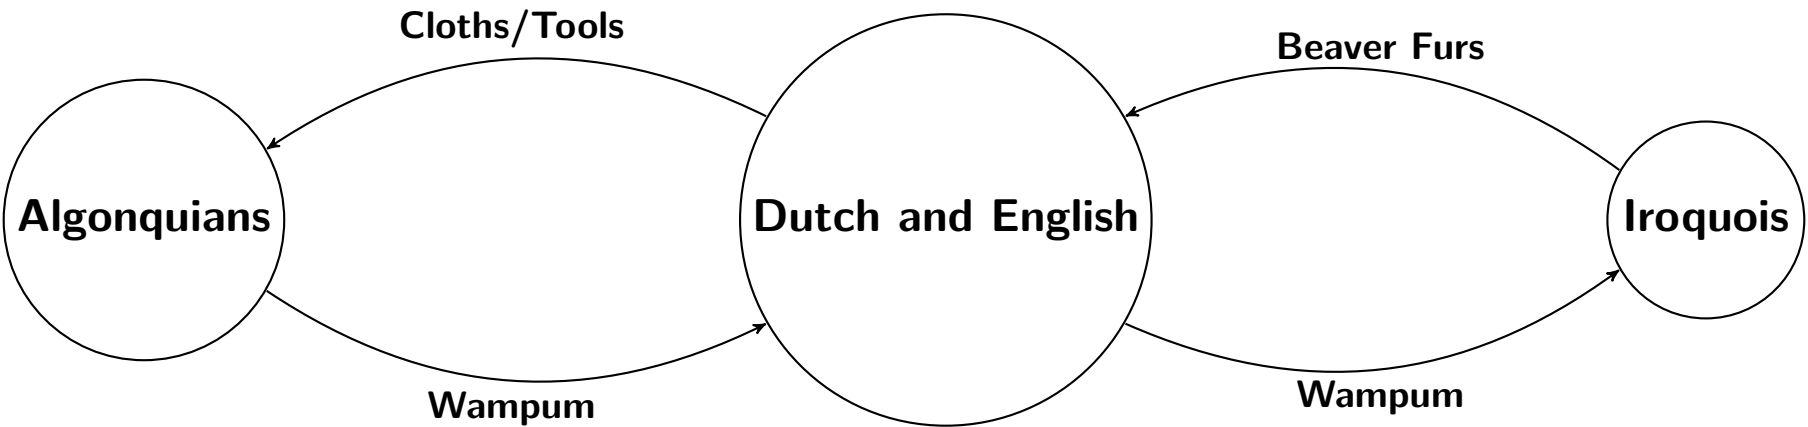 Cloths/Tools
Beaver Furs
Algonquians
Dutch and English
Iroquois
Wampum
Wampum